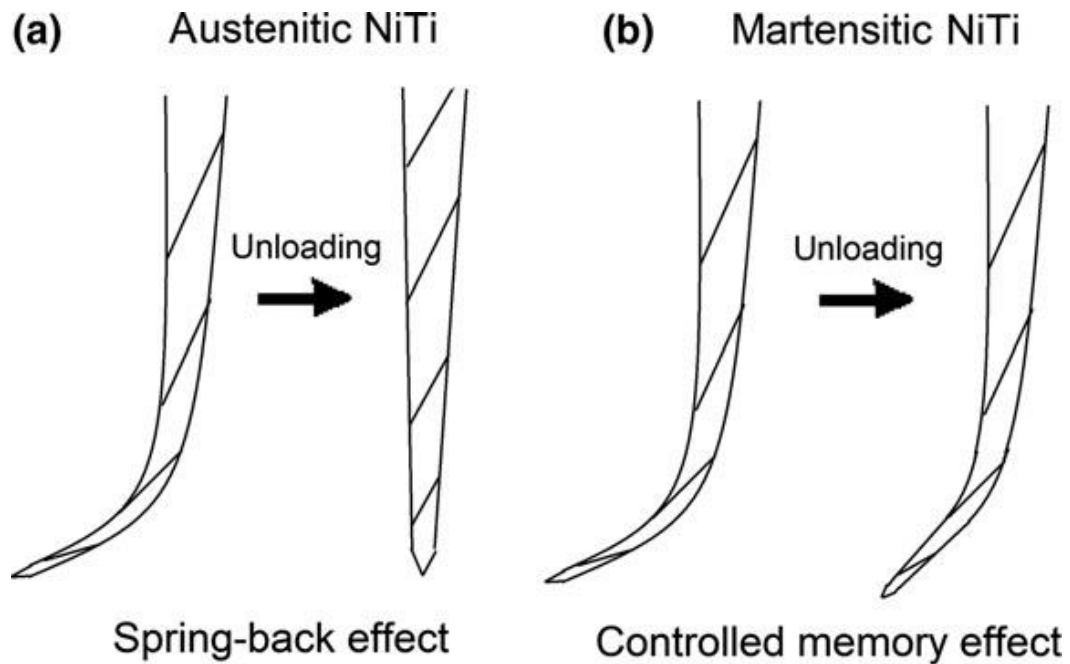 (a) Austenitic NiTi
(b) Martensitic NiTi
Unloading
Unloading
Spring-back effect
Controlled memory effect